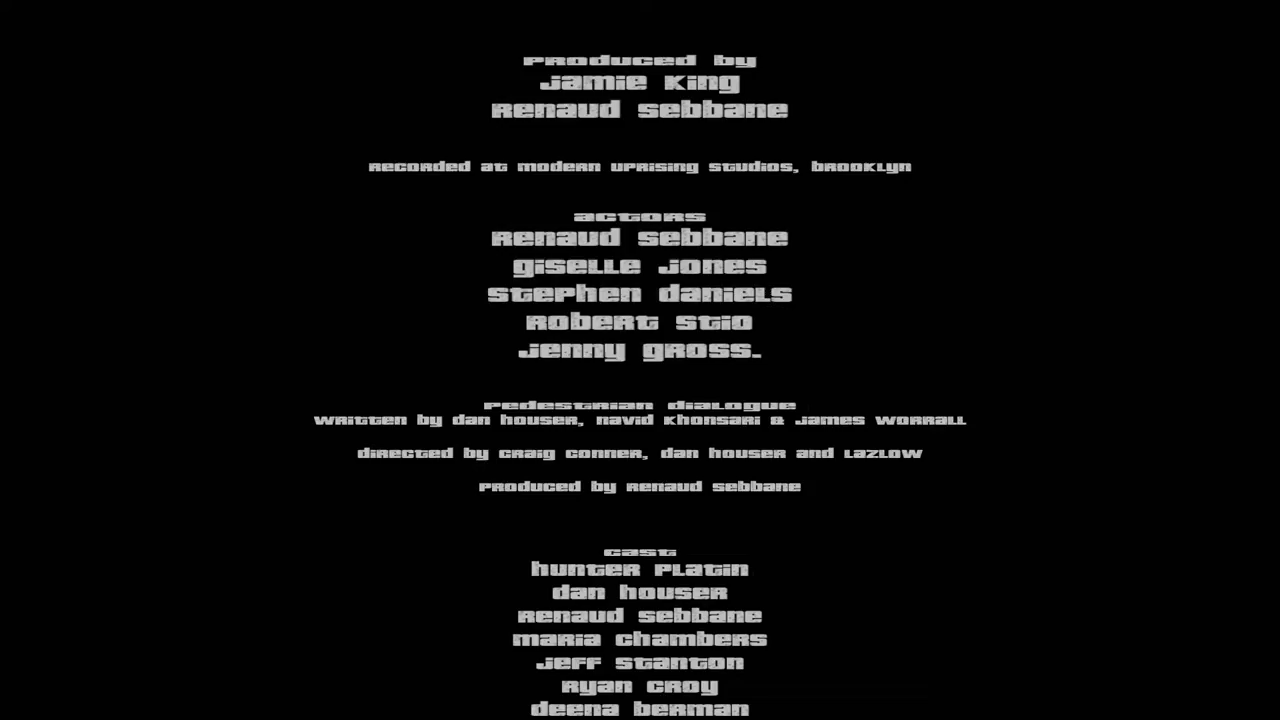 Produced by
Jamie King
Renaud Sebbane
Recorded at Modern Uprising Studios, Brooklyn
Actors
Renaud Sebbane
Giselle Jones
Stephen Daniels
Robert Stio
Jenny Gross.
Pedestrian Dialogue
Written by Dan Houser, Navid Khonsari & James Worrall
Directed by Craig Conner, Dan Houser and Lazlow
Produced by Renaud Sebbane
Cast
Hunter Platin
Dan Houser
Renaud Sebbane
Maria Chambers
Jeff Stanton
Ryan Croy
Deena Berman